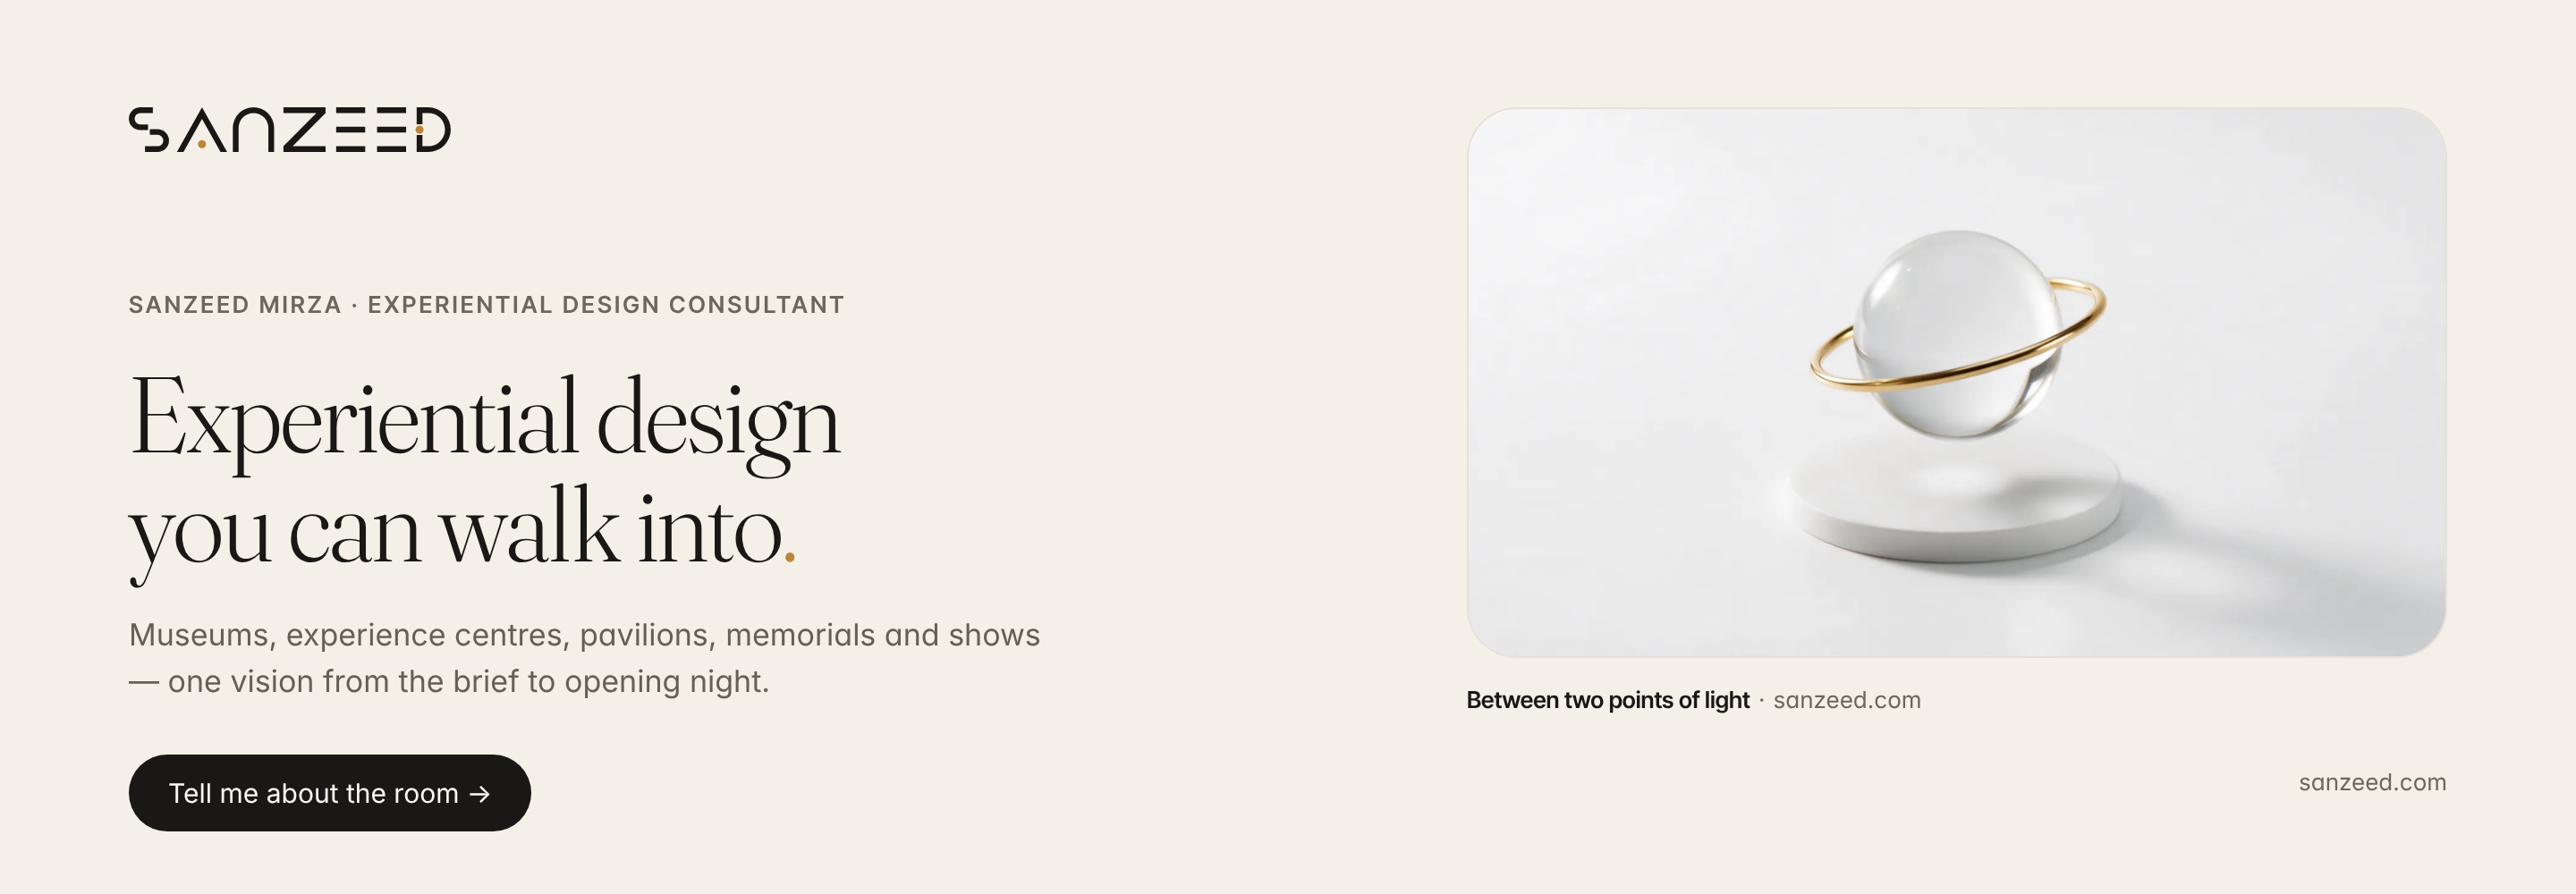 SANZEED
SANZEED MIRZA · EXPERIENTIAL DESIGN CONSULTANT
Experiential design
you can walk into.
Museums, experience centres, pavilions, memorials and shows
— one vision from the brief to opening night.
Tell me about the room →
Between two points of light · sanzeed.com
sanzeed.com